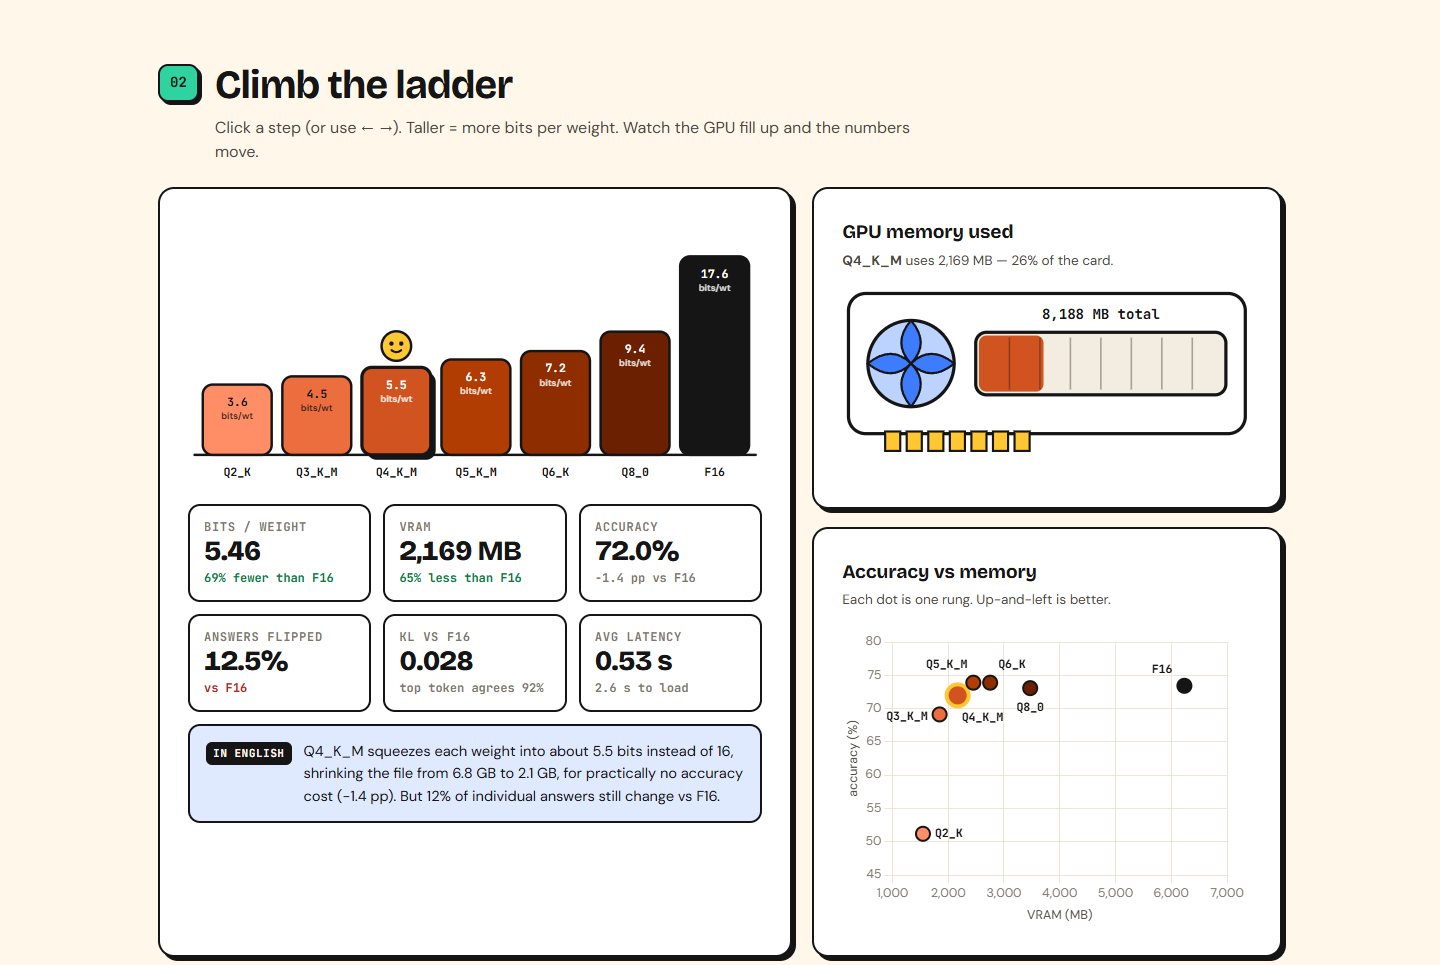 02
Climb the ladder
Click a step (or use ← →). Taller = more bits per weight. Watch the GPU fill up and the numbers
move.
3.6
bits/wt
4.5
bits/wt
5.5
bits/wt
6.3
bits/wt
7.2
bits/wt
9.4
bits/wt
17.6
bits/wt
Q2_K
Q3_K_M
Q4_K_M
Q5_K_M
Q6_K
Q8_0
F16
BITS / WEIGHT
5.46
69% fewer than F16
VRAM
2,169 MB
65% less than F16
ACCURACY
72.0%
-1.4 pp vs F16
ANSWERS FLIPPED
12.5%
vs F16
KL VS F16
0.028
top token agrees 92%
AVG LATENCY
0.53 s
2.6 s to load
IN ENGLISH
Q4_K_M squeezes each weight into about 5.5 bits instead of 16,
shrinking the file from 6.8 GB to 2.1 GB, for practically no accuracy
cost (-1.4 pp). But 12% of individual answers still change vs F16.
GPU memory used
Q4_K_M uses 2,169 MB — 26% of the card.
8,188 MB total
Accuracy vs memory
Each dot is one rung. Up-and-left is better.
80
75
70
65
60
55
50
45
accuracy (%)
Q5_K_M
Q6_K
F16
Q3_K_M
Q4_K_M
Q8_0
Q2_K
1,000
2,000
3,000
4,000
5,000
6,000
7,000
VRAM (MB)